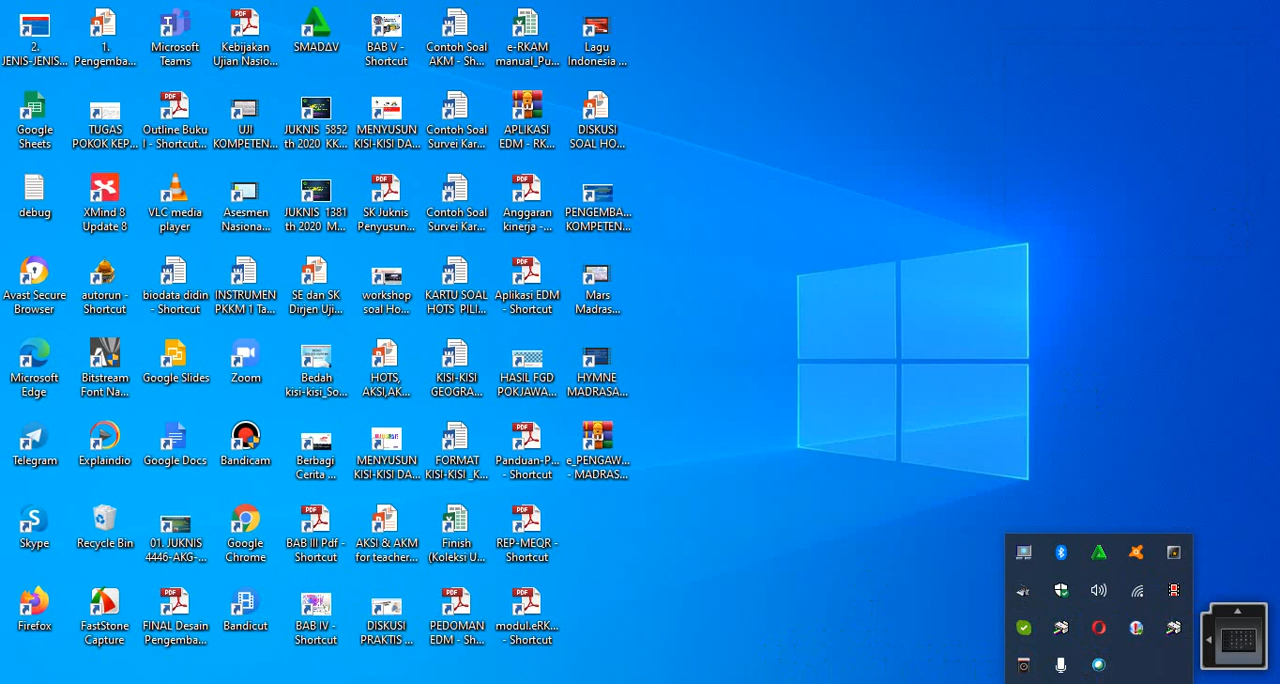 2.
JENIS-JENIS...
1.
Pengemba...
Microsoft
Teams
Kebijakan
Ujian Nasio...
SMADΔV
BAB V -
Shortcut
Contoh Soal
AKM - Sh...
e-RKAM
manual_Pu...
Lagu
Indonesia ...
Google
Sheets
TUGAS
POKOK KEP...
Outline Buku
I - Shortcut...
UJI
KOMPETEN...
JUKNIS 5852
th 2020 KK...
MENYUSUN
KISI-KISI DA...
Contoh Soal
Survei Kar...
APLIKASI
EDM - RK...
DISKUSI
SOAL HO...
debug
XMind 8
Update 8
VLC media
player
Asesmen
Nasiona...
JUKNIS 1381
th 2020 M...
SK Juknis
Penyusun...
Contoh Soal
Survei Kar...
Anggaran
kinerja -...
PENGEMBA...
KOMPETEN...
Avast Secure
Browser
autorun -
Shortcut
biodata didin
- Shortcut
INSTRUMEN
PKKM 1 Ta...
SE dan SK
Dirjen Uji...
workshop
soal Ho...
KARTU SOAL
HOTS PILI...
Aplikasi EDM
- Shortcut
Mars
Madras...
Microsoft
Edge
Bitstream
Font Na...
Google Slides
Zoom
Bedah
kisi-kisi_So...
HOTS,
AKSI,AK...
KISI-KISI
GEOGRA...
HASIL FGD
POKJAWA...
HYMNE
MADRASA...
Telegram
Explaindio
Google Docs
Bandicam
Berbagi
Cerita ...
MENYUSUN
KISI-KISI DA...
FORMAT
KISI-KISI _K...
Panduan-P...
- Shortcut
e_PENGAW...
- MADRAS...
Skype
Recycle Bin
01. JUKNIS
4446-AKG-...
Google
Chrome
BAB III Pdf -
Shortcut
AKSI & AKM
for teacher...
Finish
(Koleksi U...
REP-MEQR -
Shortcut
Firefox
FastStone
Capture
FINAL Desain
Pengemba...
Bandicut
BAB IV -
Shortcut
DISKUSI
PRAKTIS ...
PEDOMAN
EDM - Sh...
modul.eRK...
- Shortcut